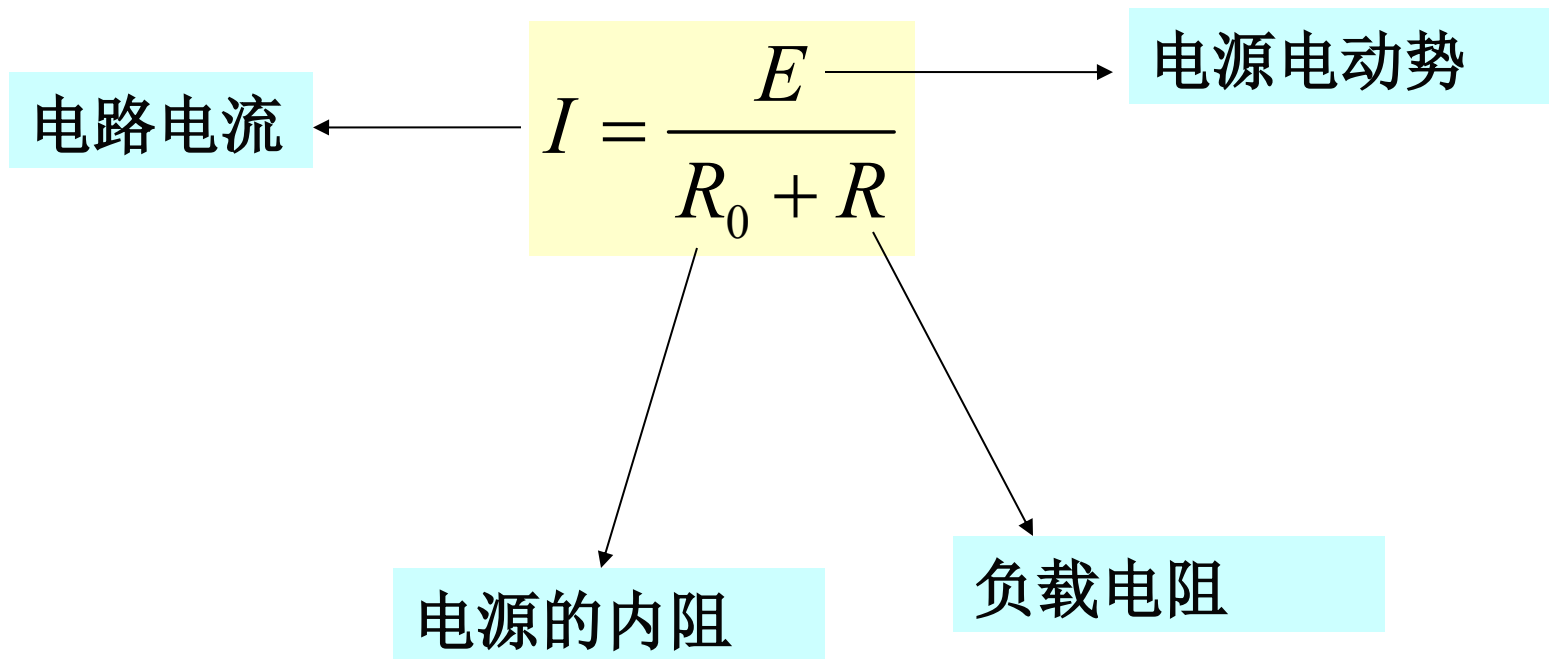 电源电动势
电路电流
I = E / (R₀ + R)
电源的内阻
负载电阻